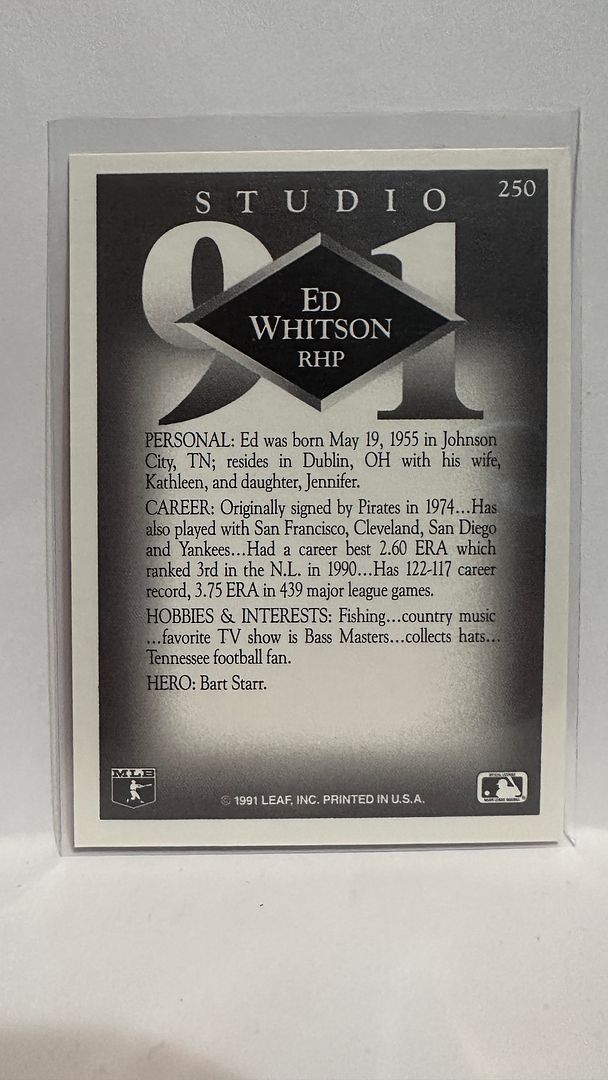 STUDIO
250
91
ED
WHITSON
RHP
PERSONAL: Ed was born May 19, 1955 in Johnson
City, TN; resides in Dublin, OH with his wife,
Kathleen, and daughter, Jennifer.
CAREER: Originally signed by Pirates in 1974...Has
also played with San Francisco, Cleveland, San Diego
and Yankees...Had a career best 2.60 ERA which
ranked 3rd in the N.L. in 1990...Has 122-117 career
record, 3.75 ERA in 439 major league games.
HOBBIES & INTERESTS: Fishing...country music
...favorite TV show is Bass Masters...collects hats...
Tennessee football fan.
HERO: Bart Starr.
MLB
© 1991 LEAF, INC. PRINTED IN U.S.A.